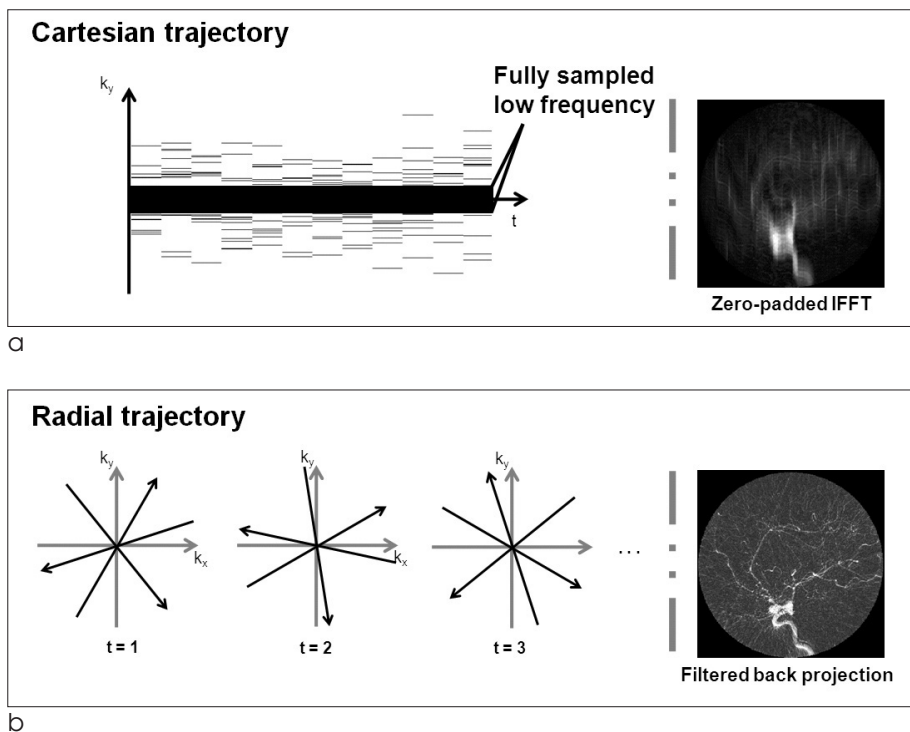 Cartesian trajectory
ky
Fully sampled
low frequency
t
Zero-padded IFFT
a
Radial trajectory
ky
kx
t = 1
ky
kx
t = 2
ky
t = 3
...
Filtered back projection
b